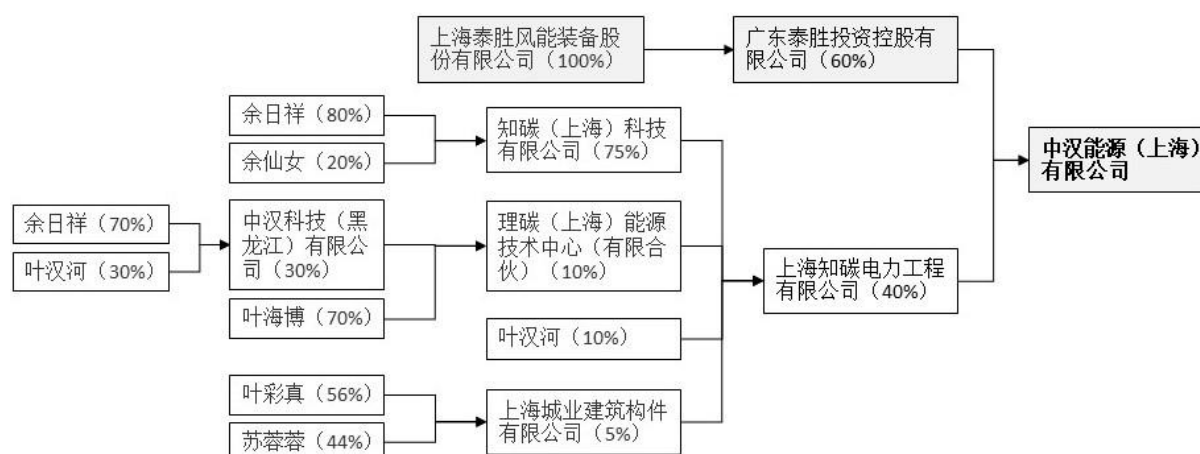 上海泰胜风能装备股
份有限公司（100%）
广东泰胜投资控股有
限公司（60%）
余日祥（80%）
余仙女（20%）
知碳（上海）科技
有限公司（75%）
中汉能源（上海）
有限公司
余日祥（70%）
叶汉河（30%）
中汉科技（黑
龙江）有限公
司（30%）
叶海博（70%）
理碳（上海）能源
技术中心（有限合
伙）（10%）
上海知碳电力工程
有限公司（40%）
叶汉河（10%）
叶彩真（56%）
苏蓉蓉（44%）
上海城业建筑构件
有限公司（5%）